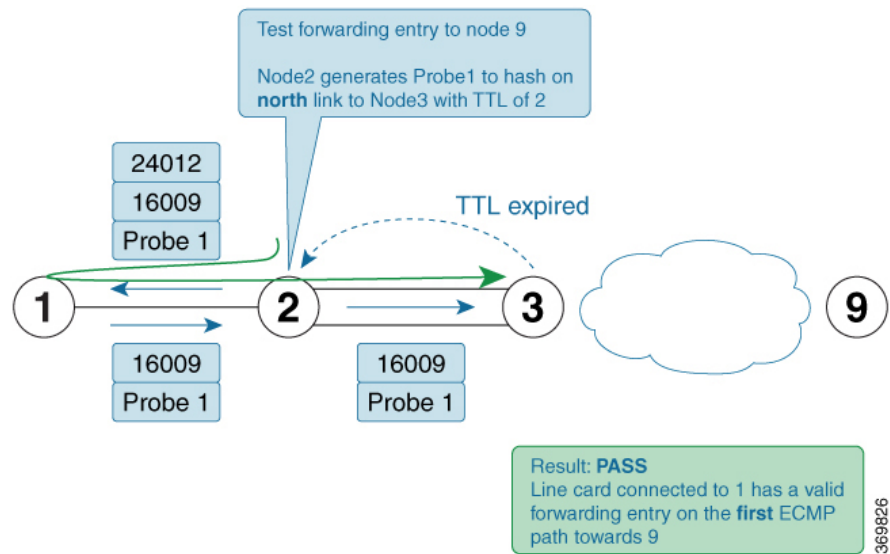 Test forwarding entry to node 9
Node2 generates Probe1 to hash on
north link to Node3 with TTL of 2
24012
16009
Probe 1
TTL expired
1
2
3
9
16009
Probe 1
16009
Probe 1
Result: PASS
Line card connected to 1 has a valid
forwarding entry on the first ECMP
path towards 9
369826